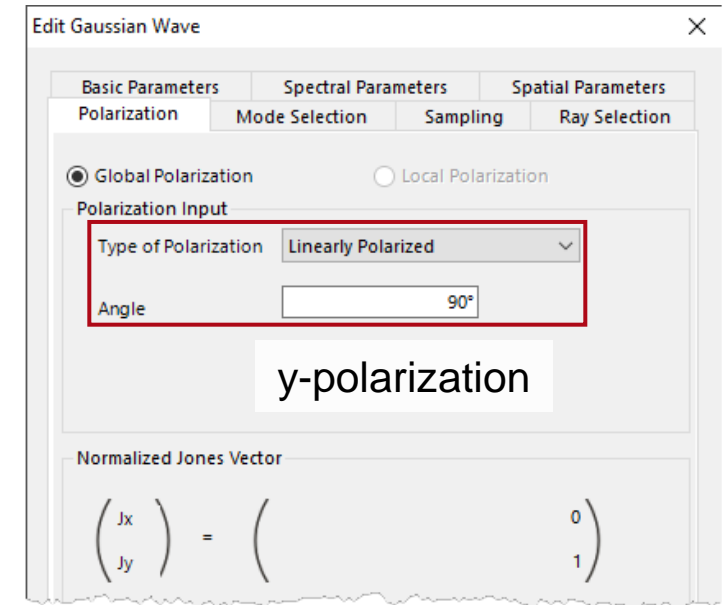 Edit Gaussian Wave
Basic Parameters Spectral Parameters Spatial Parameters
Polarization Mode Selection Sampling Ray Selection
Global Polarization Local Polarization
Polarization Input
Type of Polarization Linearly Polarized
Angle 90°
y-polarization
Normalized Jones Vector
Jx 0
=
Jy 1